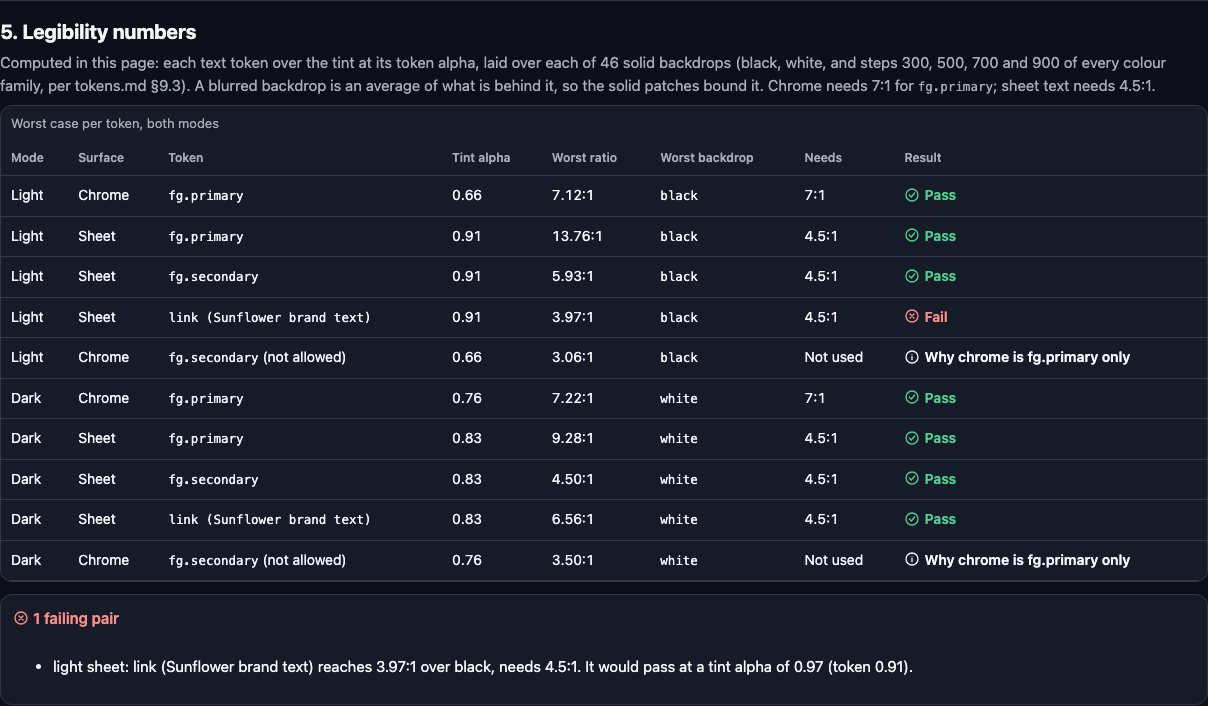 5. Legibility numbers
Computed in this page: each text token over the tint at its token alpha, laid over each of 46 solid backdrops (black, white, and steps 300, 500, 700 and 900 of every colour
family, per tokens.md §9.3). A blurred backdrop is an average of what is behind it, so the solid patches bound it. Chrome needs 7:1 for fg.primary; sheet text needs 4.5:1.
Worst case per token, both modes
Mode Surface Token Tint alpha Worst ratio Worst backdrop Needs Result
Light Chrome fg.primary 0.66 7.12:1 black 7:1 Pass
Light Sheet fg.primary 0.91 13.76:1 black 4.5:1 Pass
Light Sheet fg.secondary 0.91 5.93:1 black 4.5:1 Pass
Light Sheet link (Sunflower brand text) 0.91 3.97:1 black 4.5:1 Fail
Light Chrome fg.secondary (not allowed) 0.66 3.06:1 black Not used Why chrome is fg.primary only
Dark Chrome fg.primary 0.76 7.22:1 white 7:1 Pass
Dark Sheet fg.primary 0.83 9.28:1 white 4.5:1 Pass
Dark Sheet fg.secondary 0.83 4.50:1 white 4.5:1 Pass
Dark Sheet link (Sunflower brand text) 0.83 6.56:1 white 4.5:1 Pass
Dark Chrome fg.secondary (not allowed) 0.76 3.50:1 white Not used Why chrome is fg.primary only
1 failing pair
• light sheet: link (Sunflower brand text) reaches 3.97:1 over black, needs 4.5:1. It would pass at a tint alpha of 0.97 (token 0.91).